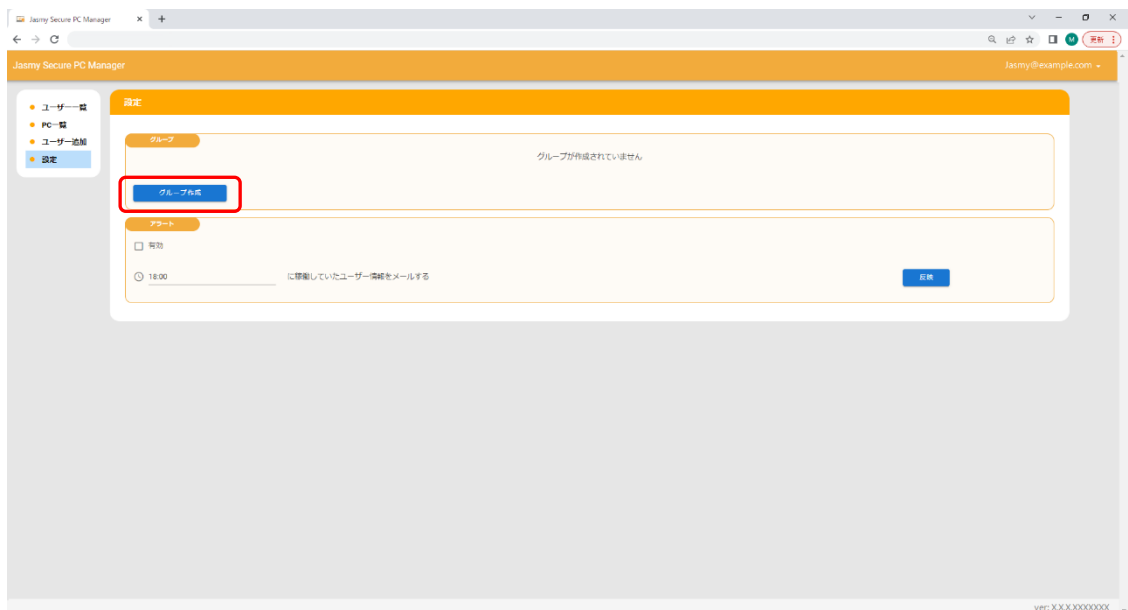 Jasmy Secure PC Manager
更新
Jasmy Secure PC Manager
Jasmy@example.com
ユーザー一覧
PC一覧
ユーザー追加
設定
設定
グループ
グループが作成されていません
グループ作成
アラート
有効
18:00 に稼働していたユーザー情報をメールする
反映
ver: X.X.X.XXXXXXX